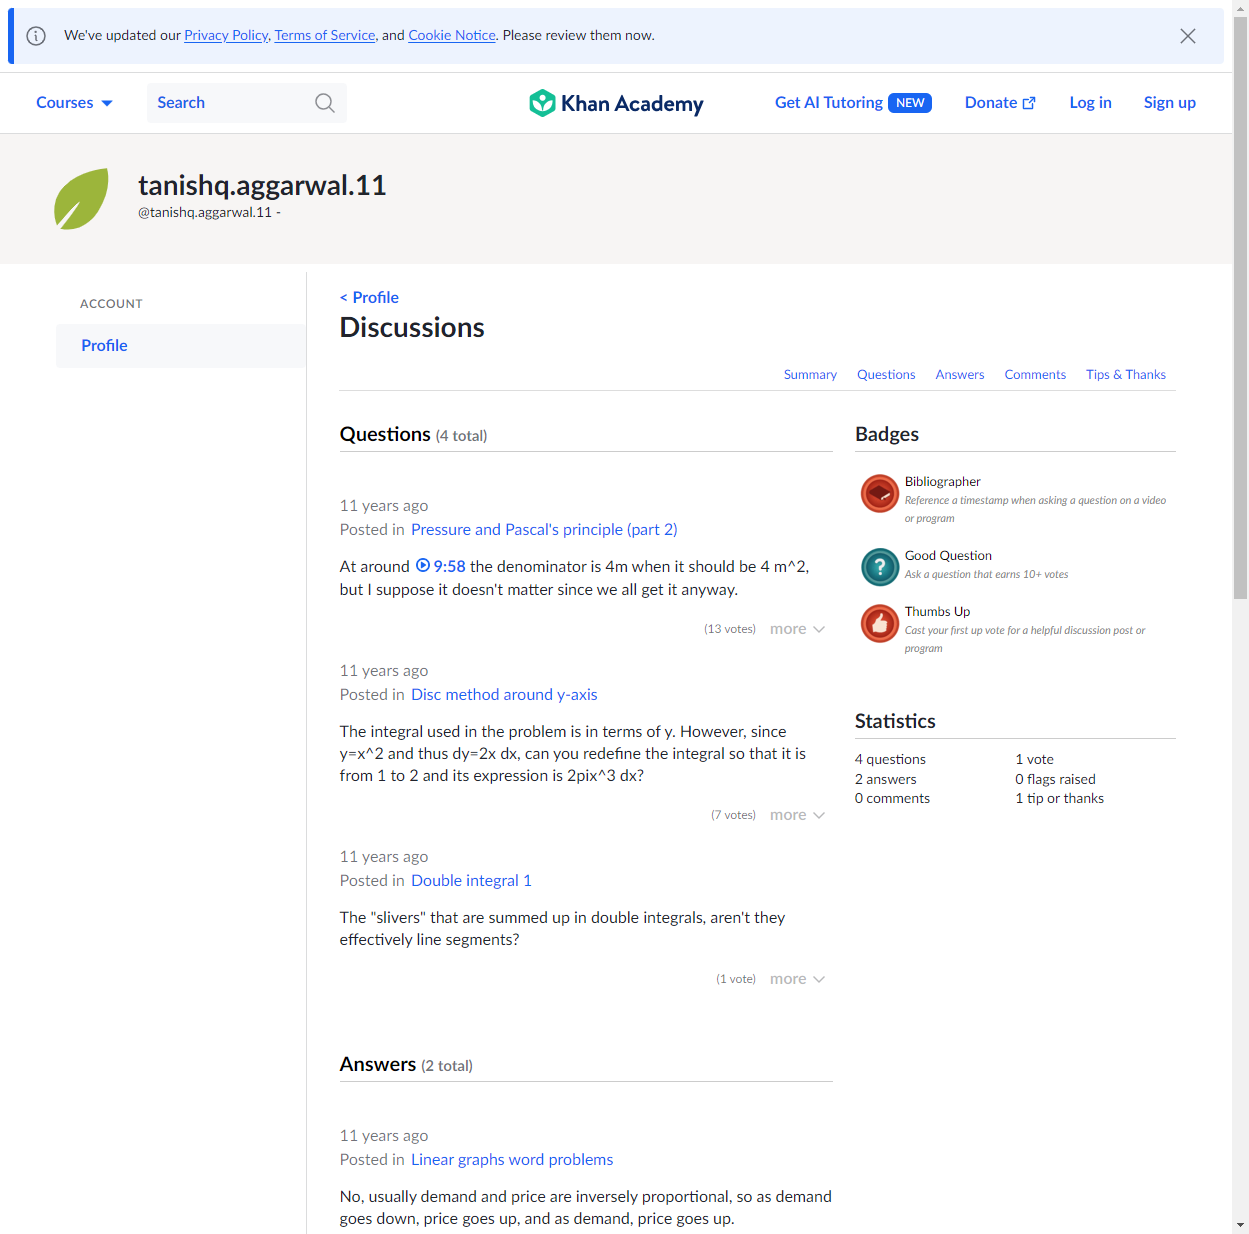 We've updated our Privacy Policy, Terms of Service, and Cookie Notice. Please review them now.
Courses
Search
Khan Academy
Get AI Tutoring NEW
Donate
Log in
Sign up
tanishq.aggarwal.11
@tanishq.aggarwal.11 -
ACCOUNT
Profile
< Profile
Discussions
Summary Questions Answers Comments Tips & Thanks
Questions (4 total)
11 years ago
Posted in Pressure and Pascal's principle (part 2)
At around 9:58 the denominator is 4m when it should be 4 m^2,
but I suppose it doesn't matter since we all get it anyway.
(13 votes) more
11 years ago
Posted in Disc method around y-axis
The integral used in the problem is in terms of y. However, since
y=x^2 and thus dy=2x dx, can you redefine the integral so that it is
from 1 to 2 and its expression is 2pix^3 dx?
(7 votes) more
11 years ago
Posted in Double integral 1
The "slivers" that are summed up in double integrals, aren't they
effectively line segments?
(1 vote) more
Answers (2 total)
11 years ago
Posted in Linear graphs word problems
No, usually demand and price are inversely proportional, so as demand
goes down, price goes up, and as demand, price goes up.
Badges
Bibliographer
Reference a timestamp when asking a question on a video
or program
?
Good Question
Ask a question that earns 10+ votes
Thumbs Up
Cast your first up vote for a helpful discussion post or
program
Statistics
4 questions
2 answers
0 comments
1 vote
0 flags raised
1 tip or thanks